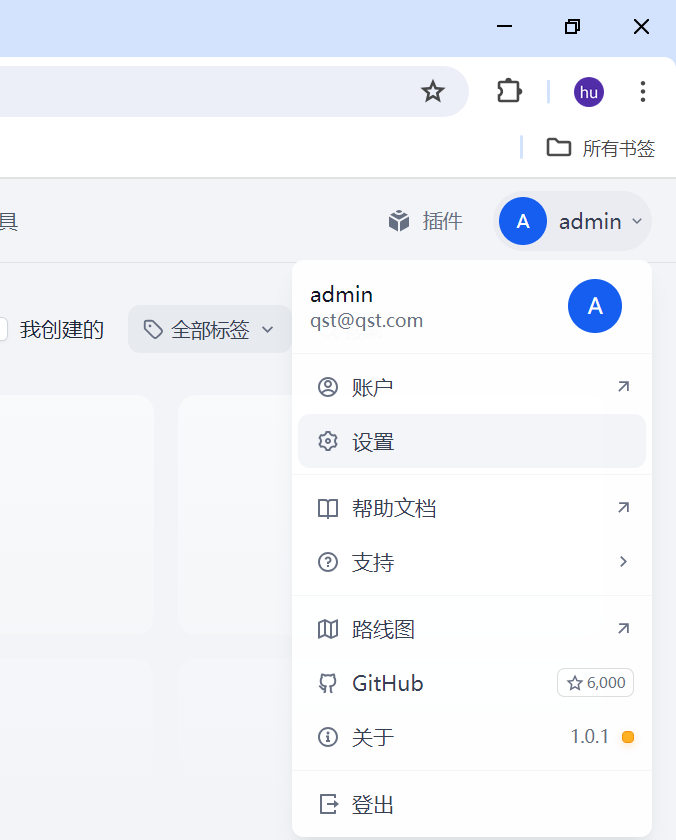 hu
所有书签
具
插件
A
admin
admin
qst@qst.com
A
我创建的
全部标签
账户
设置
帮助文档
支持
路线图
GitHub
6,000
关于
1.0.1
登出